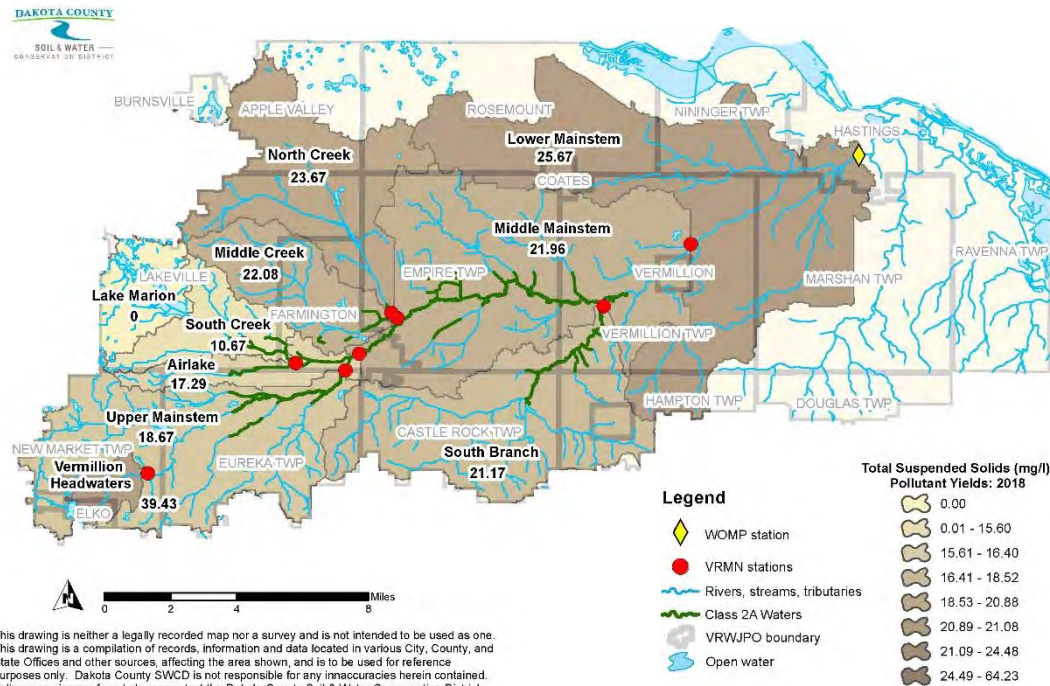 DAKOTA COUNTY
SOIL & WATER
CONSERVATION DISTRICT
BURNSVILLE
APPLE VALLEY
ROSEMOUNT
NININGER TWP
HASTINGS
Lower Mainstem
25.67
North Creek
23.67
COATES
Middle Mainstem
21.96
Middle Creek
22.08
EMPIRE TWP
VERMILLION
RAVENNA TWP
MARSHAN TWP
LAKEVILLE
Lake Marion
0
FARMINGTON
South Creek
10.67
VERMILLION TWP
Airlake
17.29
HAMPTON TWP
DOUGLAS TWP
Upper Mainstem
18.67
CASTLE ROCK TWP
South Branch
21.17
NEW MARKET TWP
EUREKA TWP
Vermillion
Headwaters
39.43
ELKO
Legend
WOMP station
VRMN stations
Rivers, streams, tributaries
Class 2A Waters
VRWJPO boundary
Open water
Total Suspended Solids (mg/l)
Pollutant Yields: 2018
0.00
0.01 - 15.60
15.61 - 16.40
16.41 - 18.52
18.53 - 20.88
20.89 - 21.08
21.09 - 24.48
24.49 - 64.23
N
0 2 4 8 Miles
his drawing is neither a legally recorded map nor a survey and is not intended to be used as one.
his drawing is a compilation of records, information and data located in various City, County, and
tate Offices and other sources, affecting the area shown, and is to be used for reference
urposes only. Dakota County SWCD is not responsible for any innaccuracies herein contained.